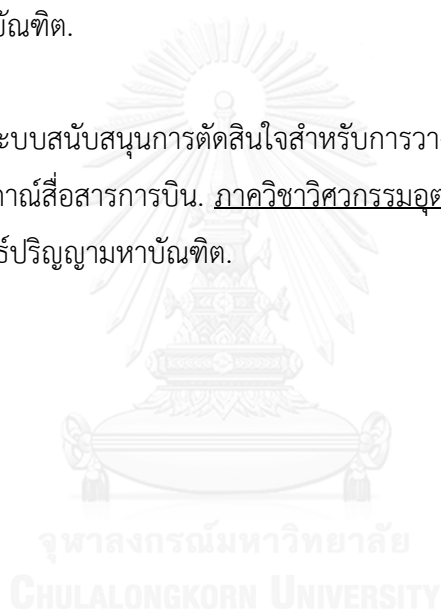 บัณฑิต.
ะบบสนับสนุนการตัดสินใจสำหรับการวา
กาณ์สื่อสารการบิน. ภาควิชาวิศวกรรมอุต
ธ์ปริญญามหาบัณฑิต.
จุฬาลงกรณ์มหาวิทยาลัย
CHULALONGKORN UNIVERSITY